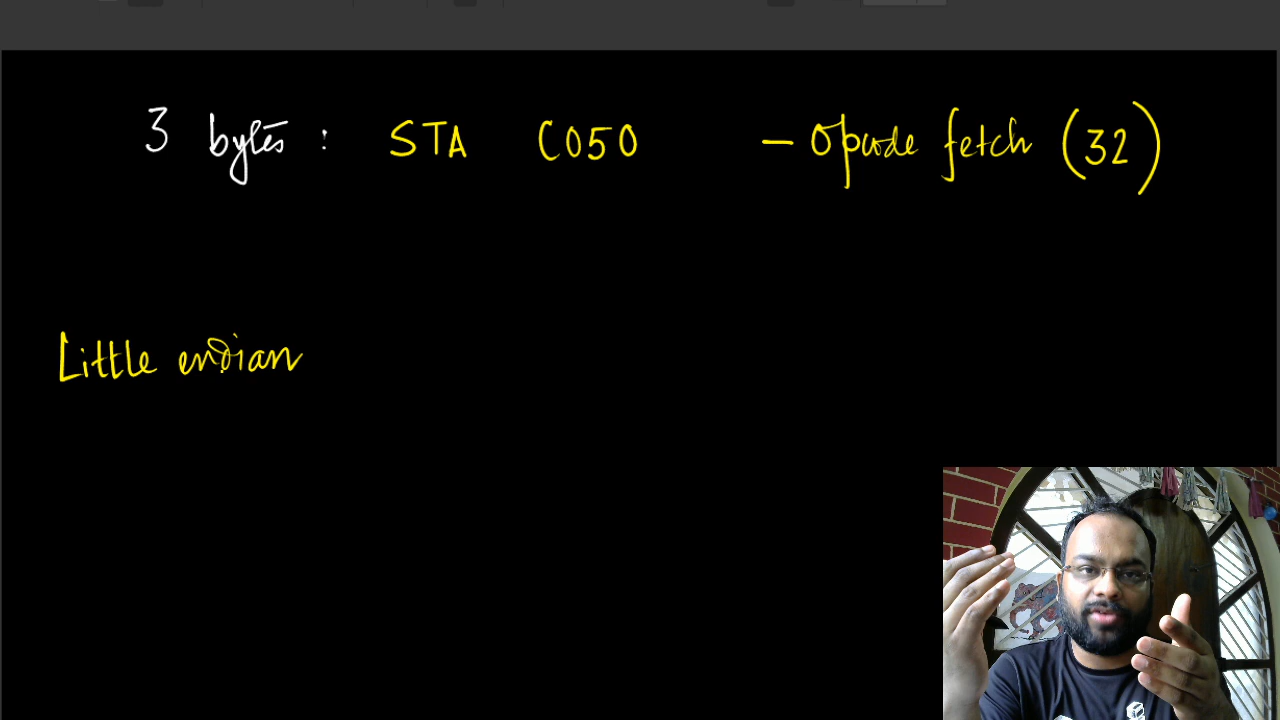 3 bytes : STA C050 – Opcode fetch (32)
Little endian